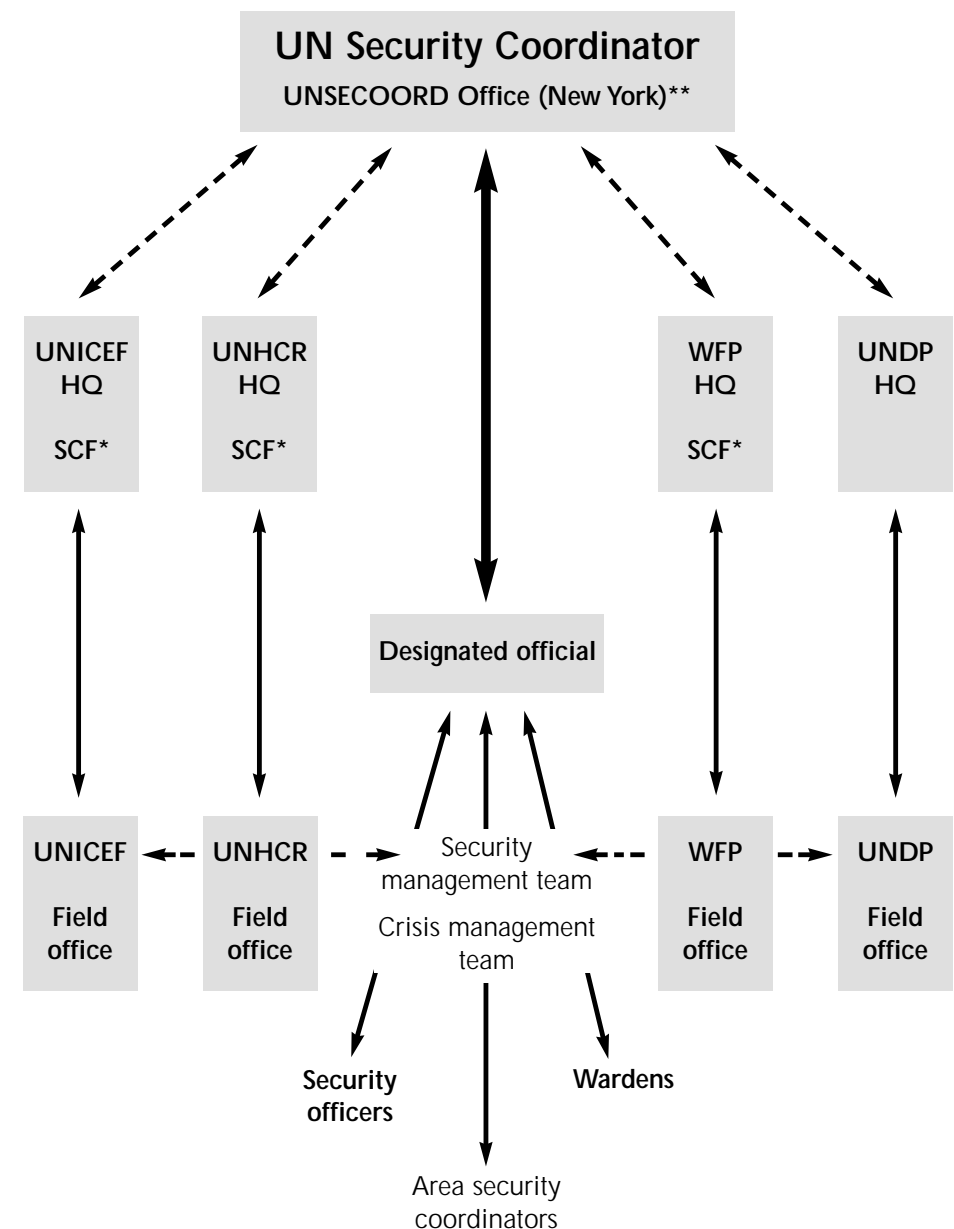 UN Security Coordinator
UNSECOORD Office (New York)**
UNICEF
HQ
SCF*
UNHCR
HQ
SCF*
WFP
HQ
SCF*
UNDP
HQ
Designated official
UNICEF
Field
office
UNHCR
Field
office
Security
management team
Crisis management
team
WFP
Field
office
UNDP
Field
office
Security
officers
Wardens
Area security
coordinators